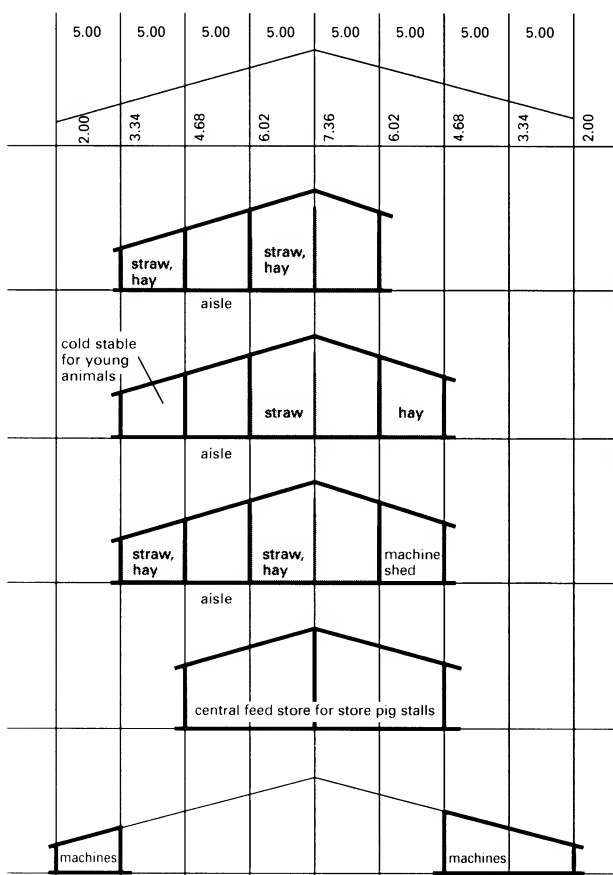 5.00 5.00 5.00 5.00 5.00 5.00 5.00 5.00
2.00 3.34 4.68 6.02 7.36 6.02 4.68 3.34 2.00
straw,
hay
straw,
hay
aisle
cold stable
for young
animals
straw
hay
aisle
straw,
hay
straw,
hay
machine
shed
aisle
central feed store for store pig stalls
machines
machines